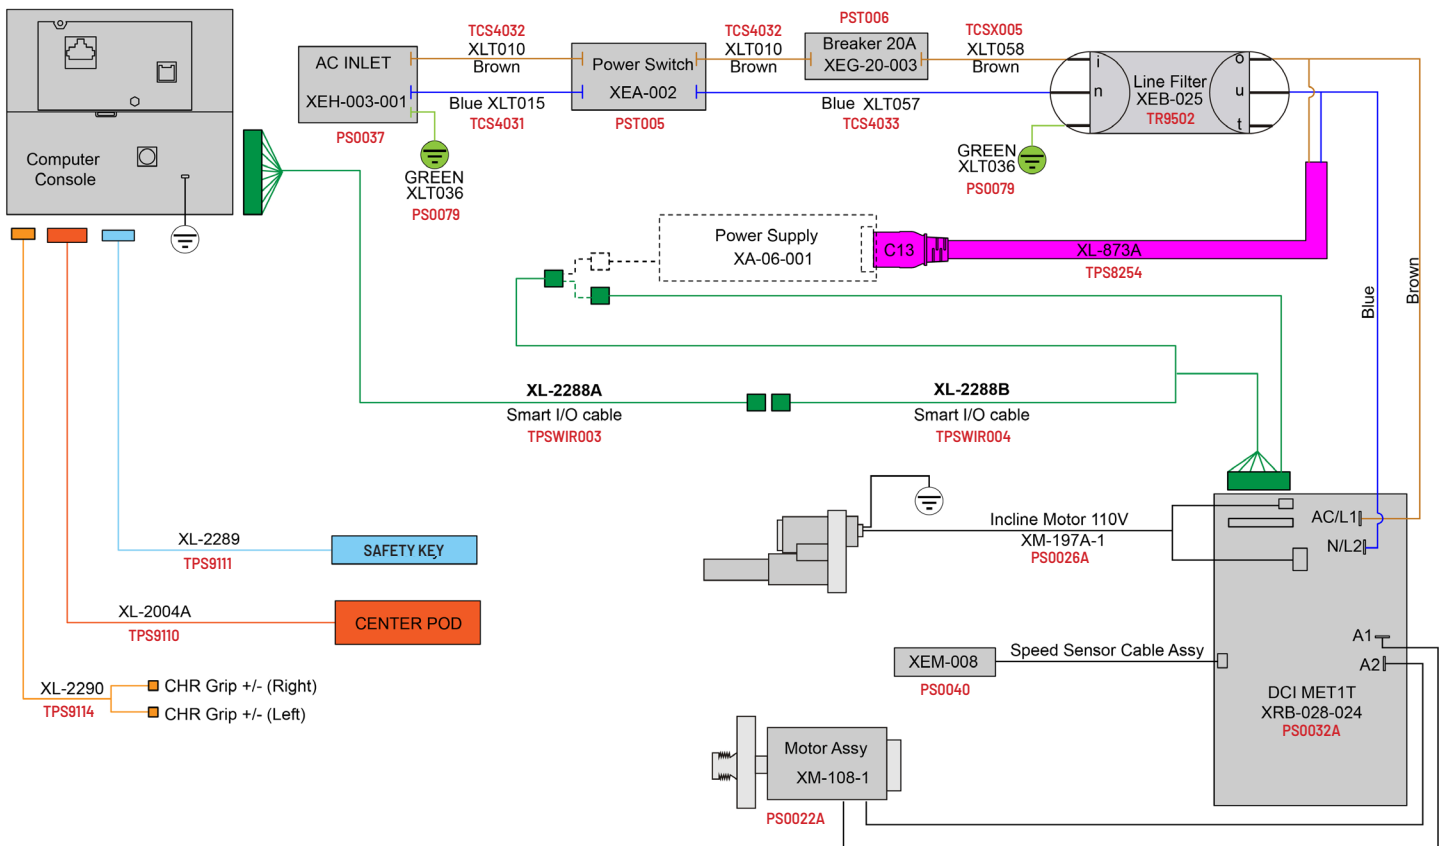 Computer
Console
AC INLET
XEH-003-001
PS0037
TCS4032
XLT010
Brown
Blue XLT015
TCS4031
GREEN
XLT036
PS0079
Power Switch
XEA-002
PST005
TCS4032
XLT010
Brown
PST006
Breaker 20A
XEG-20-003
TCSX005
XLT058
Brown
Blue XLT057
TCS4033
GREEN
XLT036
PS0079
i
n
Line Filter
XEB-025
TR9502
o
u
t
Power Supply
XA-06-001
C13
XL-873A
TPS8254
Blue
Brown
XL-2288A
Smart I/O cable
TPSWIR003
XL-2288B
Smart I/O cable
TPSWIR004
XL-2289
TPS9111
SAFETY KEY
XL-2004A
TPS9110
CENTER POD
XL-2290
TPS9114
CHR Grip +/- (Right)
CHR Grip +/- (Left)
Incline Motor 110V
XM-197A-1
PS0026A
AC/L1
N/L2
XEM-008
PS0040
Speed Sensor Cable Assy
A1
A2
DCI MET1T
XRB-028-024
PS0032A
Motor Assy
XM-108-1
PS0022A